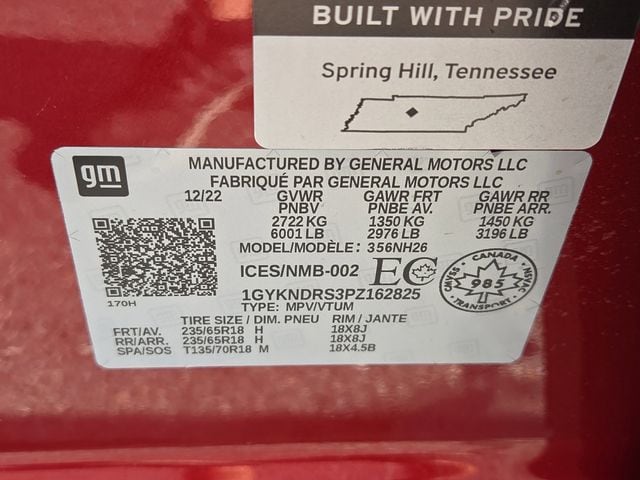 BUILT WITH PRIDE
Spring Hill, Tennessee
gm
MANUFACTURED BY GENERAL MOTORS LLC
FABRIQUÉ PAR GENERAL MOTORS LLC
12/22 GVWR GAWR FRT GAWR RR
PNBV PNBE AV. PNBE ARR.
2722 KG 1350 KG 1450 KG
6001 LB 2976 LB 3196 LB
MODEL/MODÈLE: 356NH26
ICES/NMB-002 EC
CANADA
SVAC NSVAC
985
TRANSPORT
170H
1GYKNDRS3PZ162825
TYPE: MPV/VTUM
TIRE SIZE / DIM. PNEU RIM / JANTE
FRT/AV. 235/65R18 H 18X8J
RR/ARR. 235/65R18 H 18X8J
SPA/SOS T135/70R18 M 18X4.5B